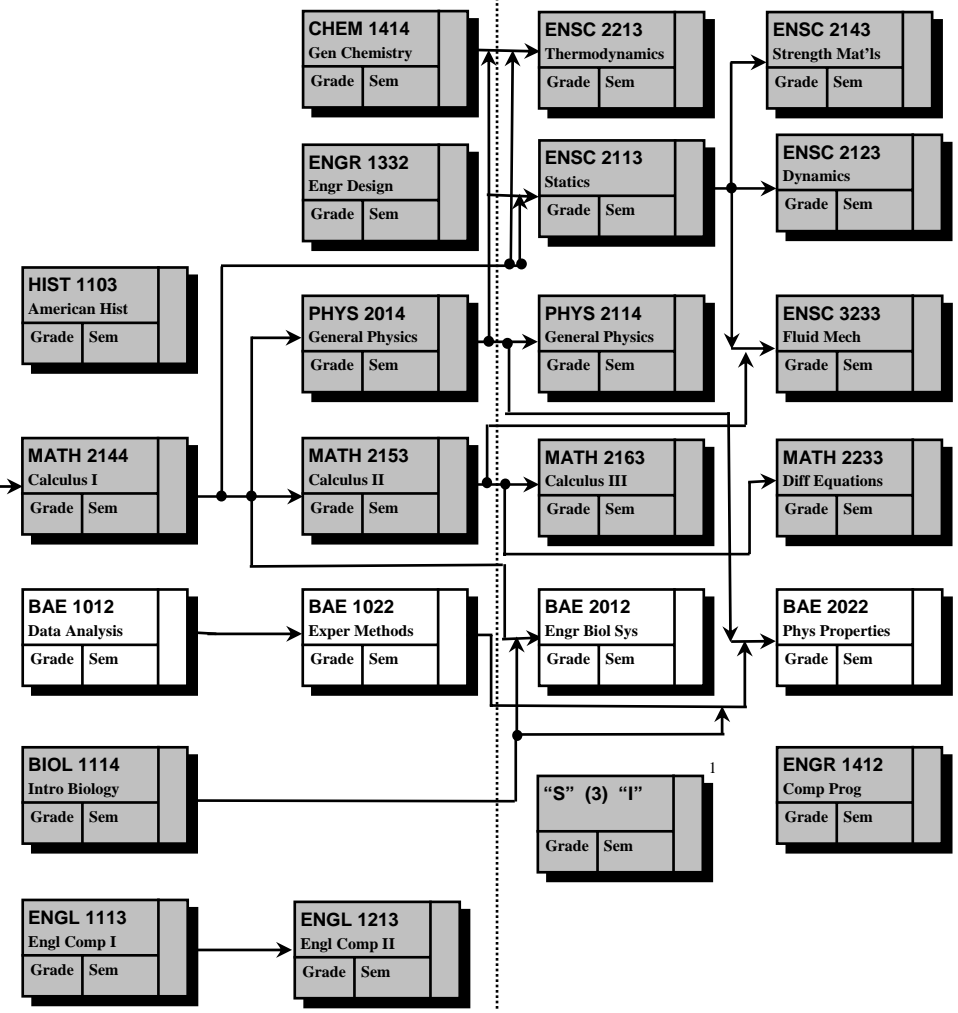 CHEM 1414
Gen Chemistry
Grade Sem
ENSC 2213
Thermodynamics
Grade Sem
ENSC 2143
Strength Mat'ls
Grade Sem
ENGR 1332
Engr Design
Grade Sem
ENSC 2113
Statics
Grade Sem
ENSC 2123
Dynamics
Grade Sem
HIST 1103
American Hist
Grade Sem
PHYS 2014
General Physics
Grade Sem
PHYS 2114
General Physics
Grade Sem
ENSC 3233
Fluid Mech
Grade Sem
MATH 2144
Calculus I
Grade Sem
MATH 2153
Calculus II
Grade Sem
MATH 2163
Calculus III
Grade Sem
MATH 2233
Diff Equations
Grade Sem
BAE 1012
Data Analysis
Grade Sem
BAE 1022
Exper Methods
Grade Sem
BAE 2012
Engr Biol Sys
Grade Sem
BAE 2022
Phys Properties
Grade Sem
BIOL 1114
Intro Biology
Grade Sem
1
“S” (3) “I”
Grade Sem
ENGR 1412
Comp Prog
Grade Sem
ENGL 1113
Engl Comp I
Grade Sem
ENGL 1213
Engl Comp II
Grade Sem